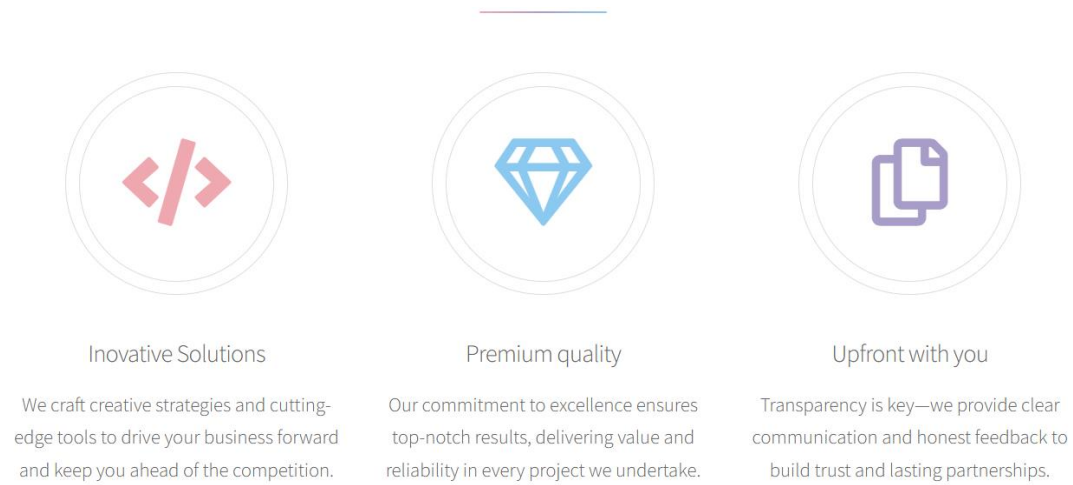 Inovative Solutions
We craft creative strategies and cutting-
edge tools to drive your business forward
and keep you ahead of the competition.
Premium quality
Our commitment to excellence ensures
top-notch results, delivering value and
reliability in every project we undertake.
Upfront with you
Transparency is key—we provide clear
communication and honest feedback to
build trust and lasting partnerships.